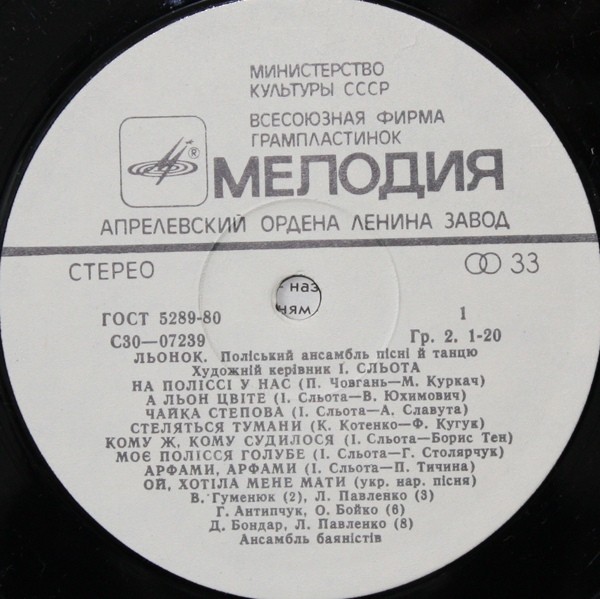 МИНИСТЕРСТВО
КУЛЬТУРЫ СССР
ВСЕСОЮЗНАЯ ФИРМА
ГРАМПЛАСТИНОК
® МЕЛОДИЯ
АПРЕЛЕВСКИЙ ОРДЕНА ЛЕНИНА ЗАВОД
СТЕРЕО 33
наз
ням
ГОСТ 5289-80 1
С30—07239 Гр. 2. 1-20
ЛЬОНОК. Поліський ансамбль пісні й танцю
Художній керівник І. СЛЬОТА
НА ПОЛІССІ У НАС (П. Човгань—М. Куркач)
А ЛЬОН ЦВІТЕ (І. Сльота—В. Юхимович)
ЧАЙКА СТЕПОВА (І. Сльота—А. Славута)
СТЕЛЯТЬСЯ ТУМАНИ (К. Котенко—Ф. Кугук)
КОМУ Ж, КОМУ СУДИЛОСЯ (І. Сльота—Борис Тен)
МОЄ ПОЛІССЯ ГОЛУБЕ (І. Сльота—Г. Столярчук)
АРФАМИ, АРФАМИ (І. Сльота—П. Тичина)
ОЙ, ХОТІЛА МЕНЕ МАТИ (укр. нар. пісня)
В. Гуменюк (2), Л. Павленко (3)
Г. Антипчук, О. Бойко (6)
Д. Бондар, Л. Павленко (8)
Ансамбль баяністів